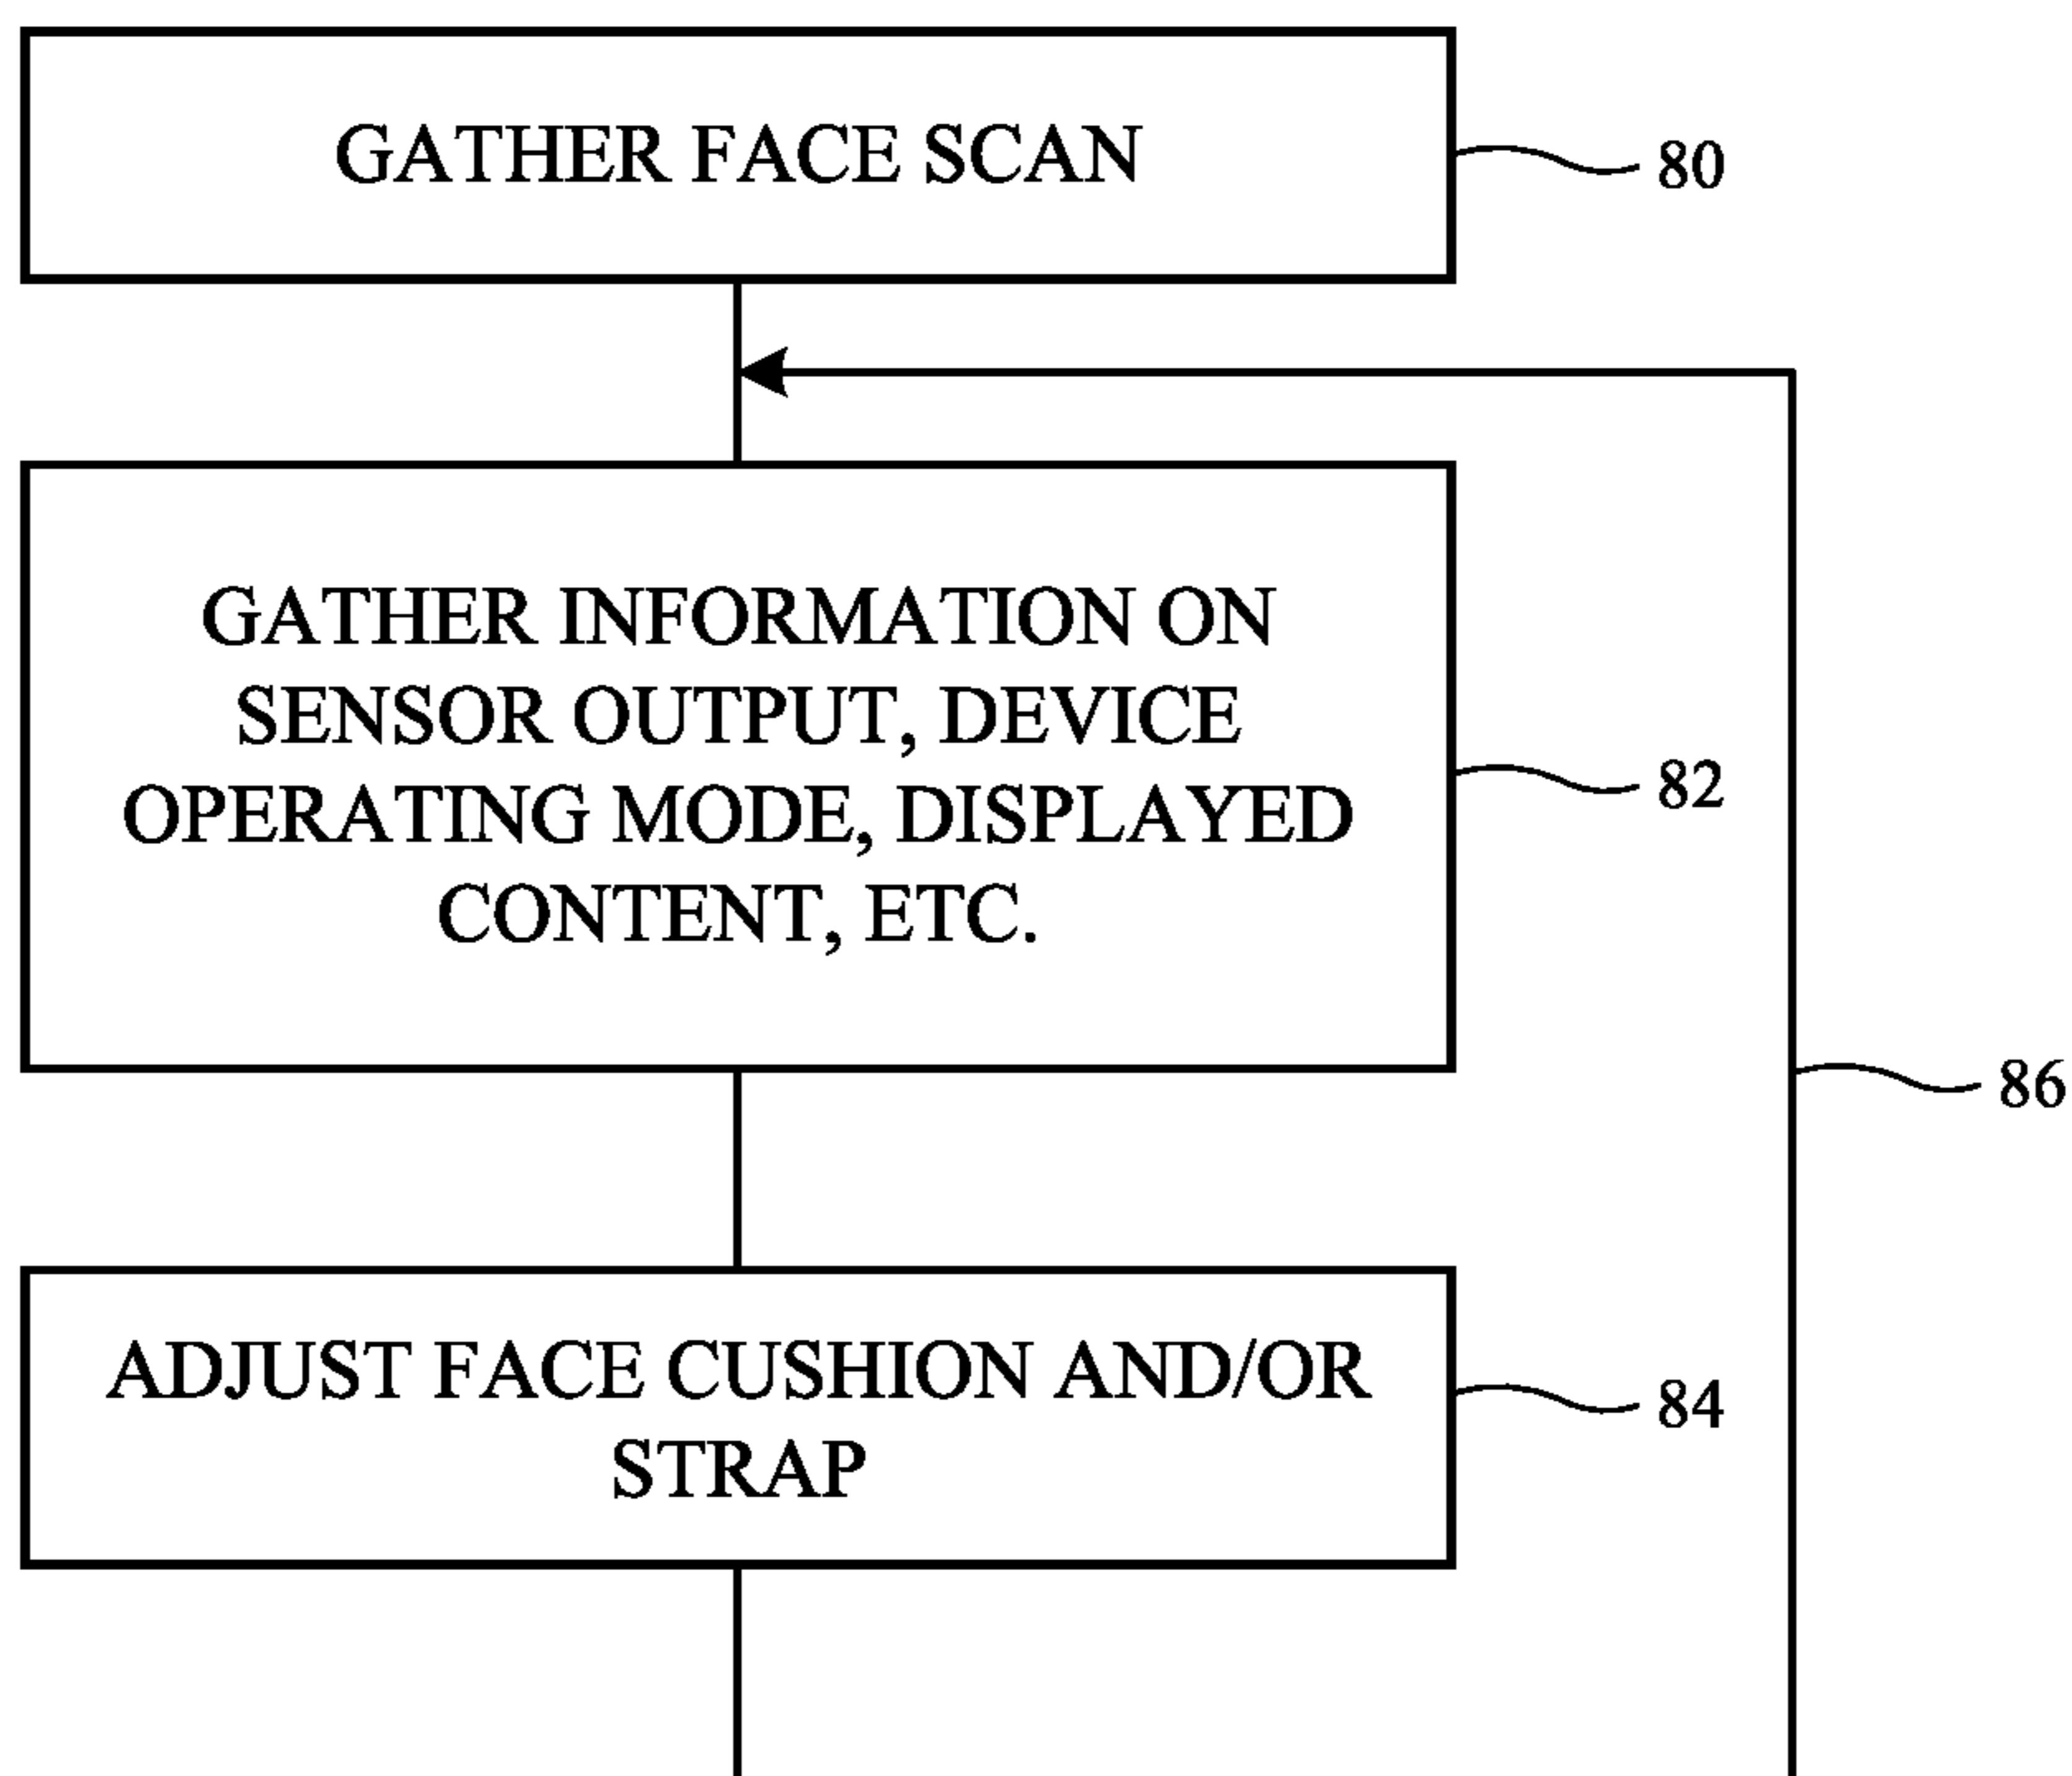 GATHER FACE SCAN
80
GATHER INFORMATION ON
SENSOR OUTPUT, DEVICE
OPERATING MODE, DISPLAYED
CONTENT, ETC.
82
86
ADJUST FACE CUSHION AND/OR
STRAP
84